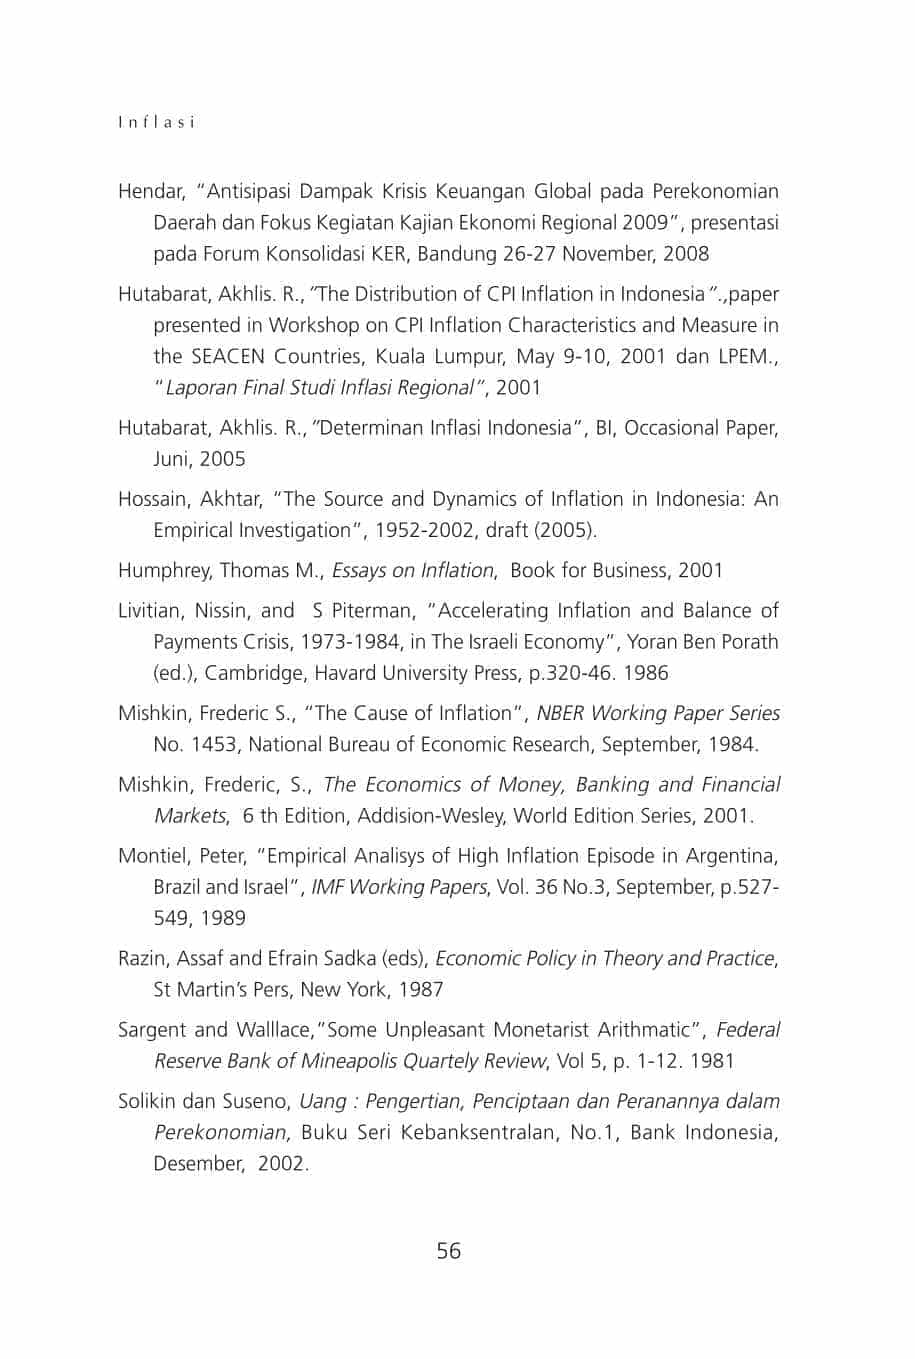 Inflasi
Hendar, “Antisipasi Dampak Krisis Keuangan Global pada Perekonomian
Daerah dan Fokus Kegiatan Kajian Ekonomi Regional 2009”, presentasi
pada Forum Konsolidasi KER, Bandung 26-27 November, 2008
Hutabarat, Akhlis. R., ”The Distribution of CPI Inflation in Indonesia ”.,paper
presented in Workshop on CPI Inflation Characteristics and Measure in
the SEACEN Countries, Kuala Lumpur, May 9-10, 2001 dan LPEM.,
“Laporan Final Studi Inflasi Regional”, 2001
Hutabarat, Akhlis. R., ”Determinan Inflasi Indonesia”, BI, Occasional Paper,
Juni, 2005
Hossain, Akhtar, “The Source and Dynamics of Inflation in Indonesia: An
Empirical Investigation”, 1952-2002, draft (2005).
Humphrey, Thomas M., Essays on Inflation, Book for Business, 2001
Livitian, Nissin, and S Piterman, “Accelerating Inflation and Balance of
Payments Crisis, 1973-1984, in The Israeli Economy”, Yoran Ben Porath
(ed.), Cambridge, Havard University Press, p.320-46. 1986
Mishkin, Frederic S., “The Cause of Inflation”, NBER Working Paper Series
No. 1453, National Bureau of Economic Research, September, 1984.
Mishkin, Frederic, S., The Economics of Money, Banking and Financial
Markets, 6 th Edition, Addision-Wesley, World Edition Series, 2001.
Montiel, Peter, “Empirical Analisys of High Inflation Episode in Argentina,
Brazil and Israel”, IMF Working Papers, Vol. 36 No.3, September, p.527-
549, 1989
Razin, Assaf and Efrain Sadka (eds), Economic Policy in Theory and Practice,
St Martin’s Pers, New York, 1987
Sargent and Walllace,”Some Unpleasant Monetarist Arithmatic”, Federal
Reserve Bank of Mineapolis Quartely Review, Vol 5, p. 1-12. 1981
Solikin dan Suseno, Uang : Pengertian, Penciptaan dan Peranannya dalam
Perekonomian, Buku Seri Kebanksentralan, No.1, Bank Indonesia,
Desember, 2002.
56